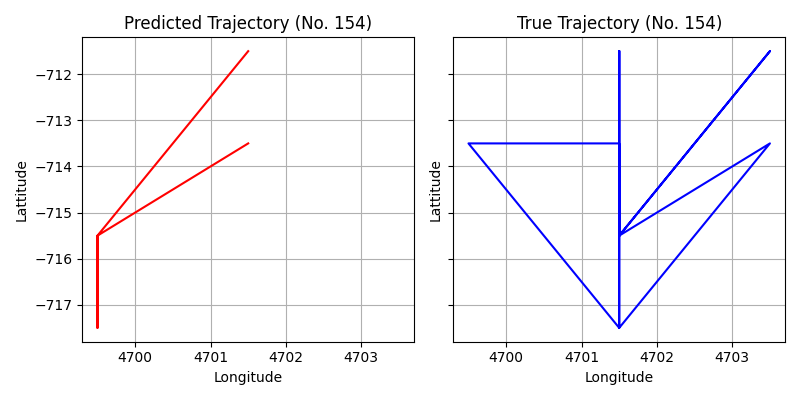 Predicted Trajectory (No. 154)
True Trajectory (No. 154)
Lattitude
−712
−713
−714
−715
−716
−717
4700 4701 4702 4703
Longitude
Lattitude
4700 4701 4702 4703
Longitude